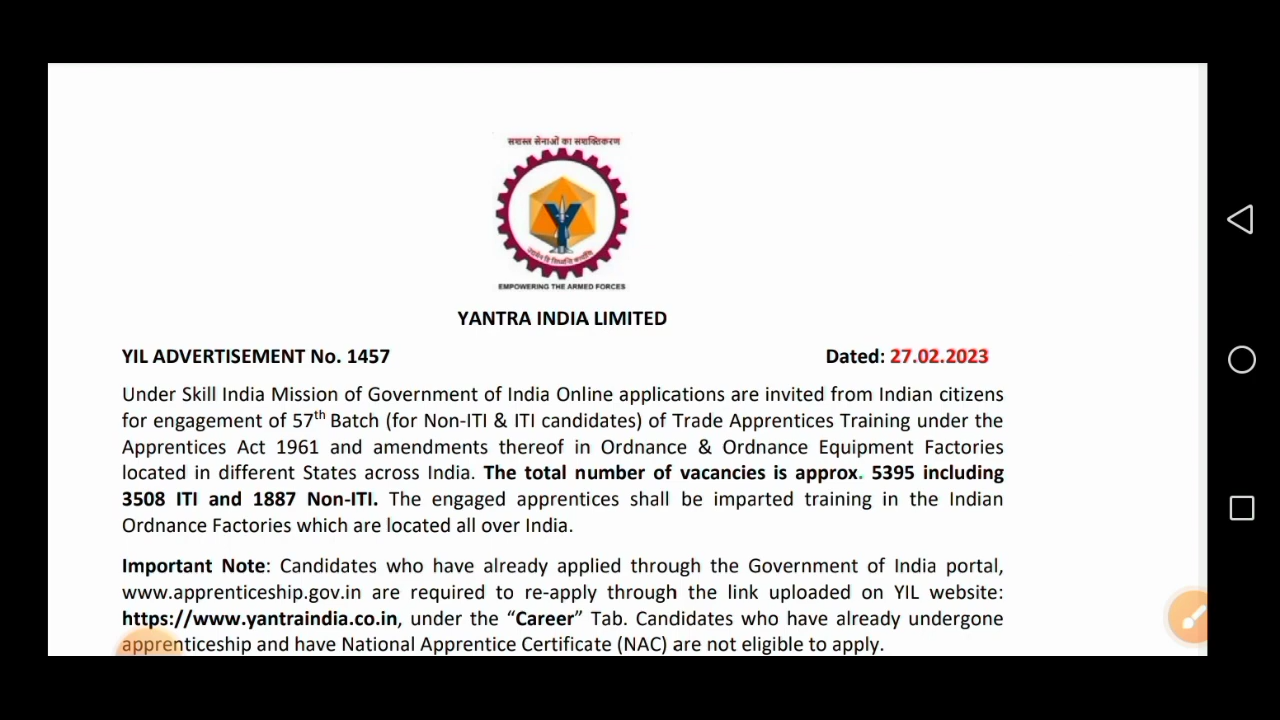 सशस्त्र सेनाओं का सशक्तिकरण
Y
EMPOWERING THE ARMED FORCES
YANTRA INDIA LIMITED
YIL ADVERTISEMENT No. 1457 Dated: 27.02.2023
Under Skill India Mission of Government of India Online applications are invited from Indian citizens
for engagement of 57th Batch (for Non-ITI & ITI candidates) of Trade Apprentices Training under the
Apprentices Act 1961 and amendments thereof in Ordnance & Ordnance Equipment Factories
located in different States across India. The total number of vacancies is approx. 5395 including
3508 ITI and 1887 Non-ITI. The engaged apprentices shall be imparted training in the Indian
Ordnance Factories which are located all over India.
Important Note: Candidates who have already applied through the Government of India portal,
www.apprenticeship.gov.in are required to re-apply through the link uploaded on YIL website:
https://www.yantraindia.co.in, under the “Career” Tab. Candidates who have already undergone
apprenticeship and have National Apprentice Certificate (NAC) are not eligible to apply.